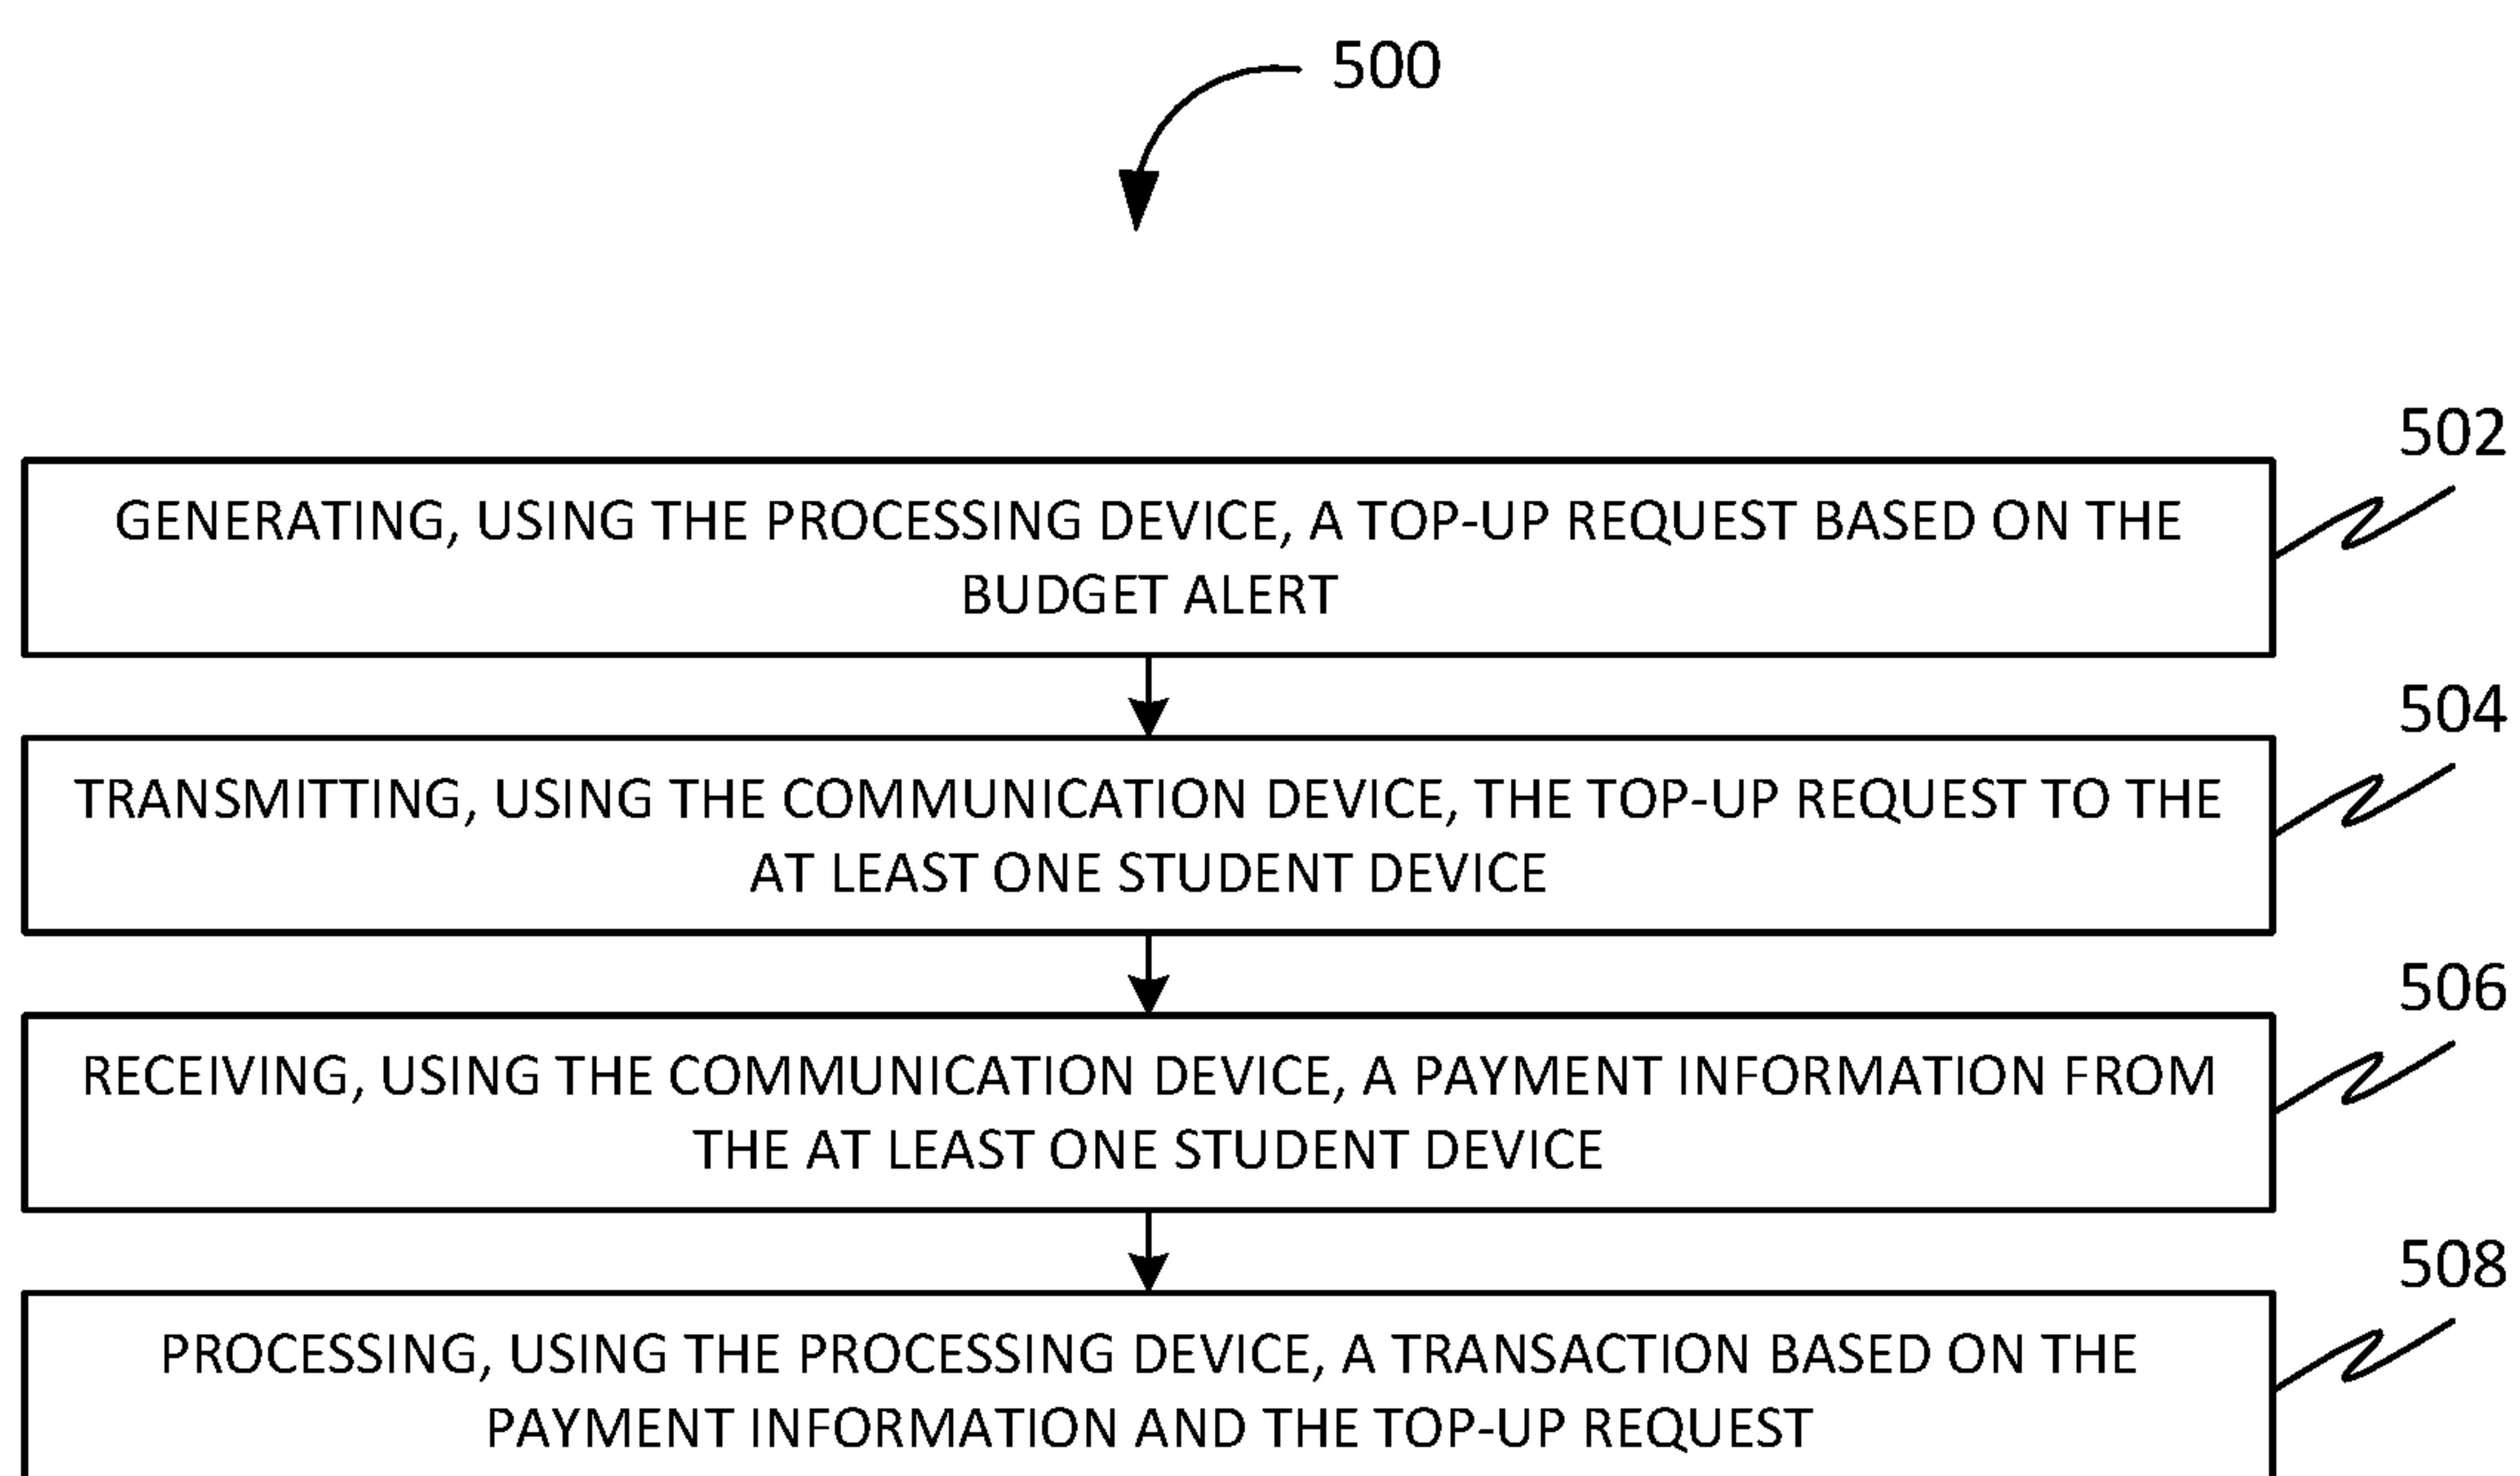 500
502
GENERATING, USING THE PROCESSING DEVICE, A TOP-UP REQUEST BASED ON THE
BUDGET ALERT
504
TRANSMITTING, USING THE COMMUNICATION DEVICE, THE TOP-UP REQUEST TO THE
AT LEAST ONE STUDENT DEVICE
506
RECEIVING, USING THE COMMUNICATION DEVICE, A PAYMENT INFORMATION FROM
THE AT LEAST ONE STUDENT DEVICE
508
PROCESSING, USING THE PROCESSING DEVICE, A TRANSACTION BASED ON THE
PAYMENT INFORMATION AND THE TOP-UP REQUEST